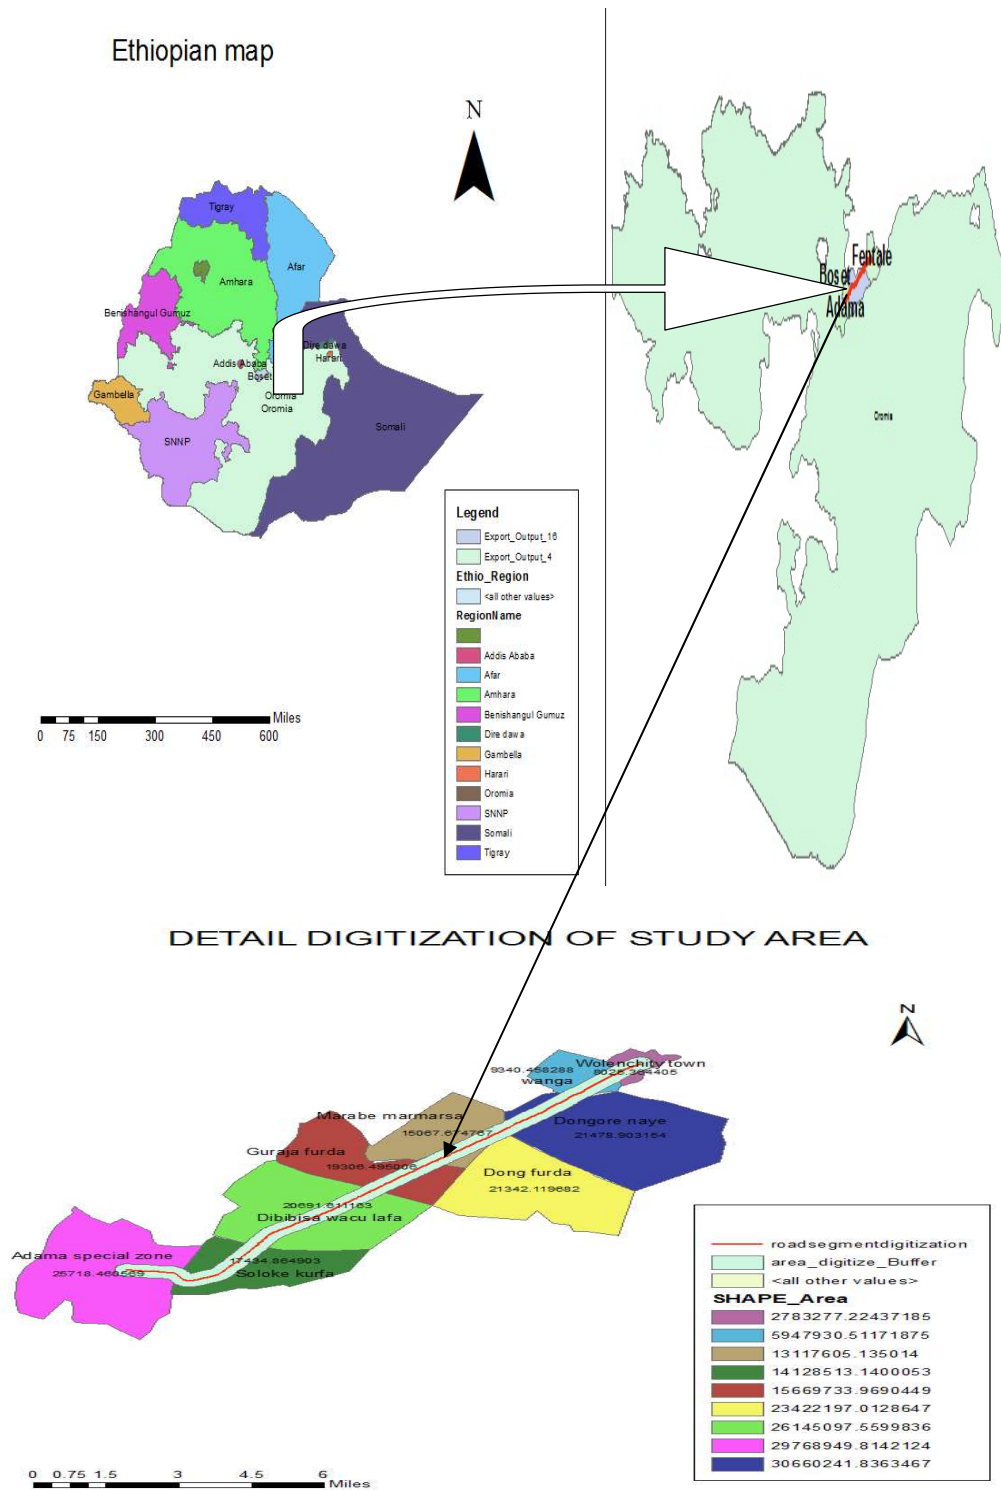 Ethiopian map
N
Tigray
Afar
Amhara
Benishangul Gumuz
Dire dawa
Harari
Addis Ababa
Boset
Gambella
Oromia
Oromia
SNNP
Somali
Fentale
Boset
Adama
Oromia
Legend
Export_Output_16
Export_Output_4
Ethio_Region
<all other values>
RegionName
Addis Ababa
Afar
Amhara
Benishangul Gumuz
Dire dawa
Gambella
Harari
Oromia
SNNP
Somali
Tigray
Miles
0 75 150 300 450 600
DETAIL DIGITIZATION OF STUDY AREA
N
Wolenchity town
9340.458288
wanga
Marabe marmarsa
15067.674767
Dongore naye
21478.903154
Guraja furda
19306.495006
Dong furda
21342.119682
Dibibisa wacu lafa
Adama special zone
17434.864903
25718.460569
Soloke kurfa
roadsegmentdigitization
area_digitize_Buffer
<all other values>
SHAPE_Area
2783277.22437185
5947930.51171875
13117605.135014
14128513.1400053
15669733.9690449
23422197.0128647
26145097.5599836
29768949.8142124
30660241.8363467
0 0.75 1.5 3 4.5 6
Miles